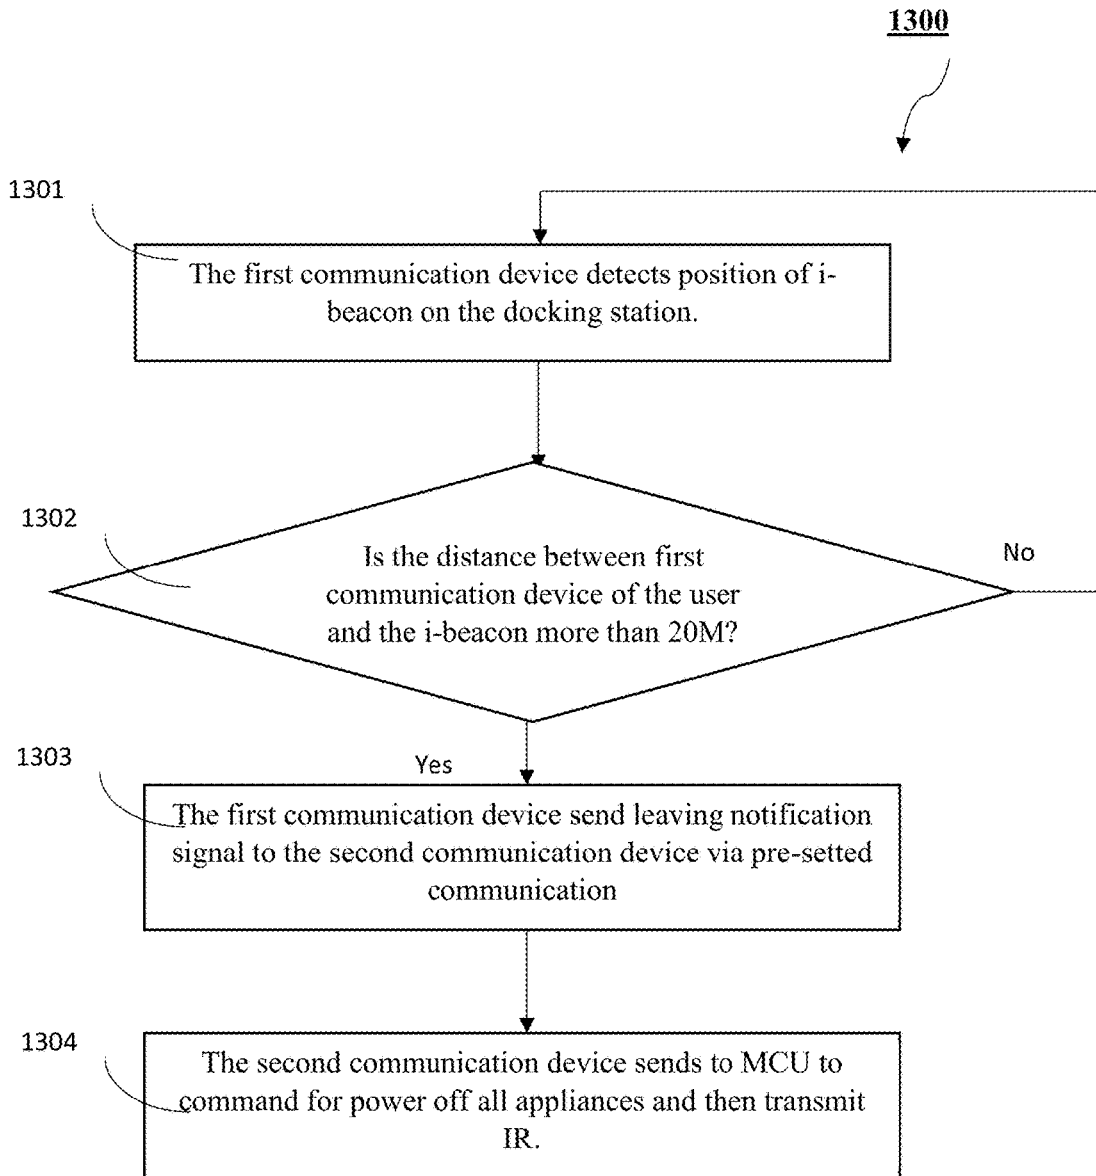 1300
1301
The first communication device detects position of i-
beacon on the docking station.
1302
Is the distance between first
communication device of the user
and the i-beacon more than 20M?
No
1303
Yes
The first communication device send leaving notification
signal to the second communication device via pre-setted
communication
1304
The second communication device sends to MCU to
command for power off all appliances and then transmit
IR.